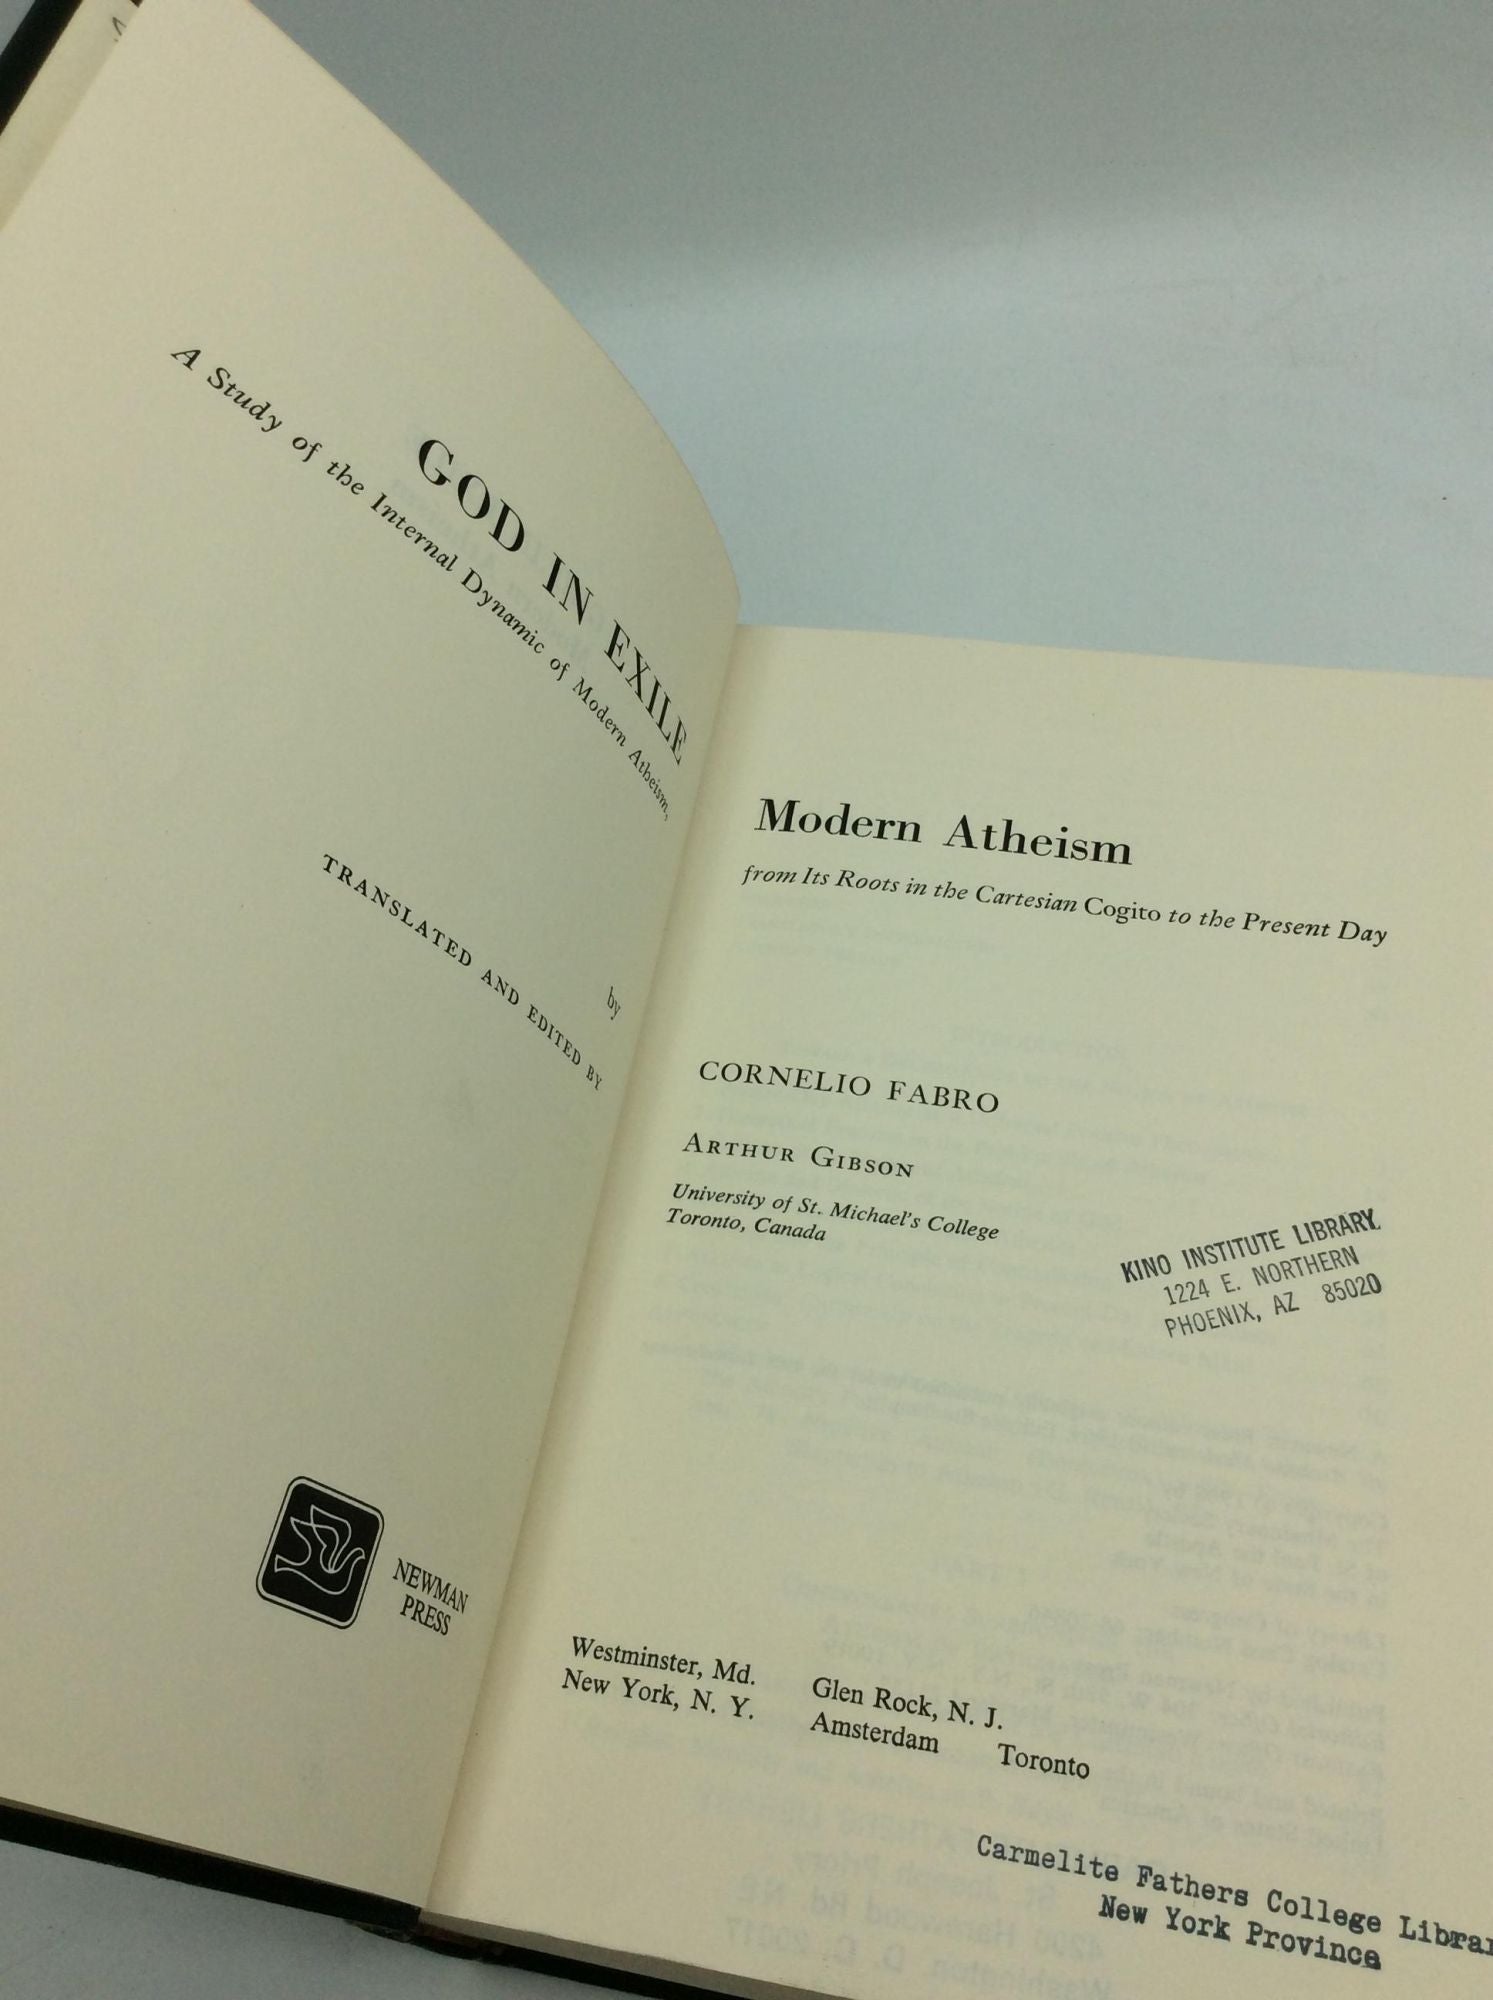 GOD IN EXILE
A Study of the Internal Dynamic of Modern Atheism,
by
TRANSLATED AND EDITED BY
NEWMAN
PRESS
Modern Atheism
from Its Roots in the Cartesian Cogito to the Present Day
CORNELIO FABRO
ARTHUR GIBSON
University of St. Michael's College
Toronto, Canada
KINO INSTITUTE LIBRARY
1224 E. NORTHERN
PHOENIX, AZ 85020
Westminster, Md. Glen Rock, N. J.
New York, N. Y. Amsterdam Toronto
Carmelite Fathers College Librar
New York Province